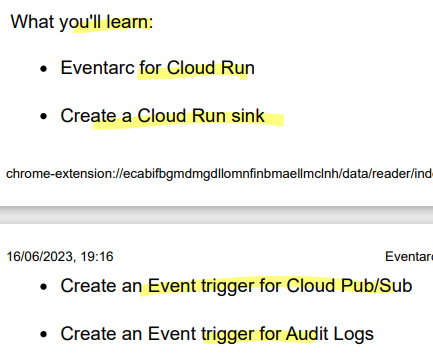 What you'll learn:
Eventarc for Cloud Run
Create a Cloud Run sink
chrome-extension://ecabifbgmdmgdllomnfinbmaellmclnh/data/reader/ind
16/06/2023, 19:16
Create an Event trigger for Cloud Pub/Sub
Create an Event trigger for Audit Logs